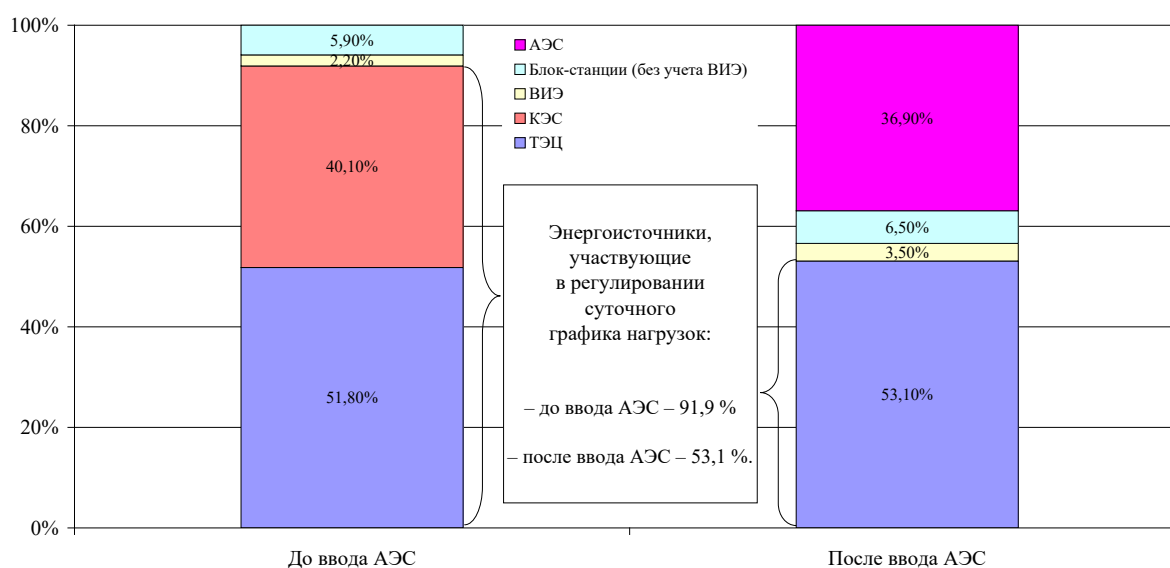 100%
80%
60%
40%
20%
0%
5,90%
2,20%
40,10%
51,80%
АЭС
Блок-станции (без учета ВИЭ)
ВИЭ
КЭС
ТЭЦ
Энергоисточники,
участвующие
в регулировании
суточного
графика нагрузок:
– до ввода АЭС – 91,9 %
– после ввода АЭС – 53,1 %.
36,90%
6,50%
3,50%
53,10%
До ввода АЭС
После ввода АЭС